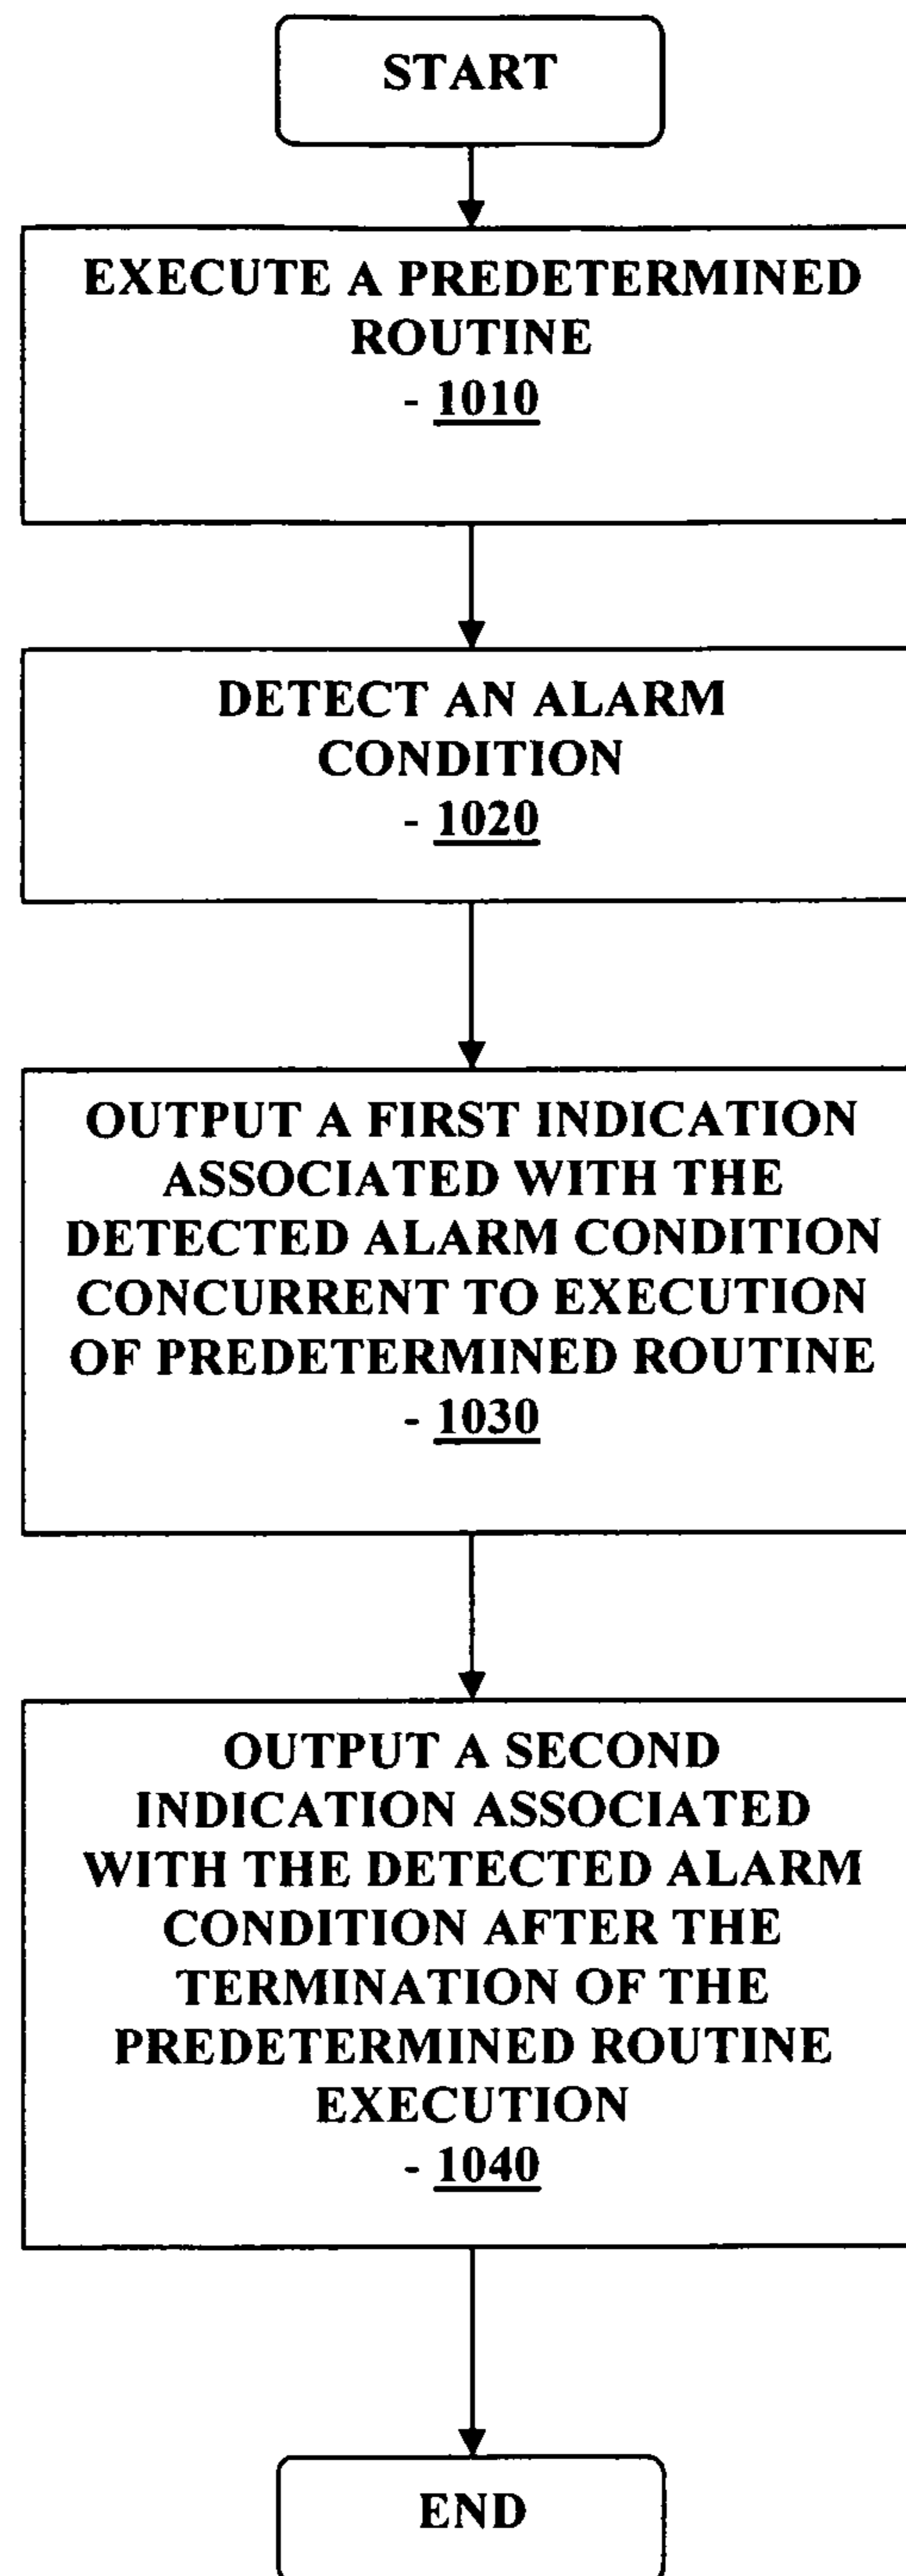 START
EXECUTE A PREDETERMINED
ROUTINE
- 1010
DETECT AN ALARM
CONDITION
- 1020
OUTPUT A FIRST INDICATION
ASSOCIATED WITH THE
DETECTED ALARM CONDITION
CONCURRENT TO EXECUTION
OF PREDETERMINED ROUTINE
- 1030
OUTPUT A SECOND
INDICATION ASSOCIATED
WITH THE DETECTED ALARM
CONDITION AFTER THE
TERMINATION OF THE
PREDETERMINED ROUTINE
EXECUTION
- 1040
END